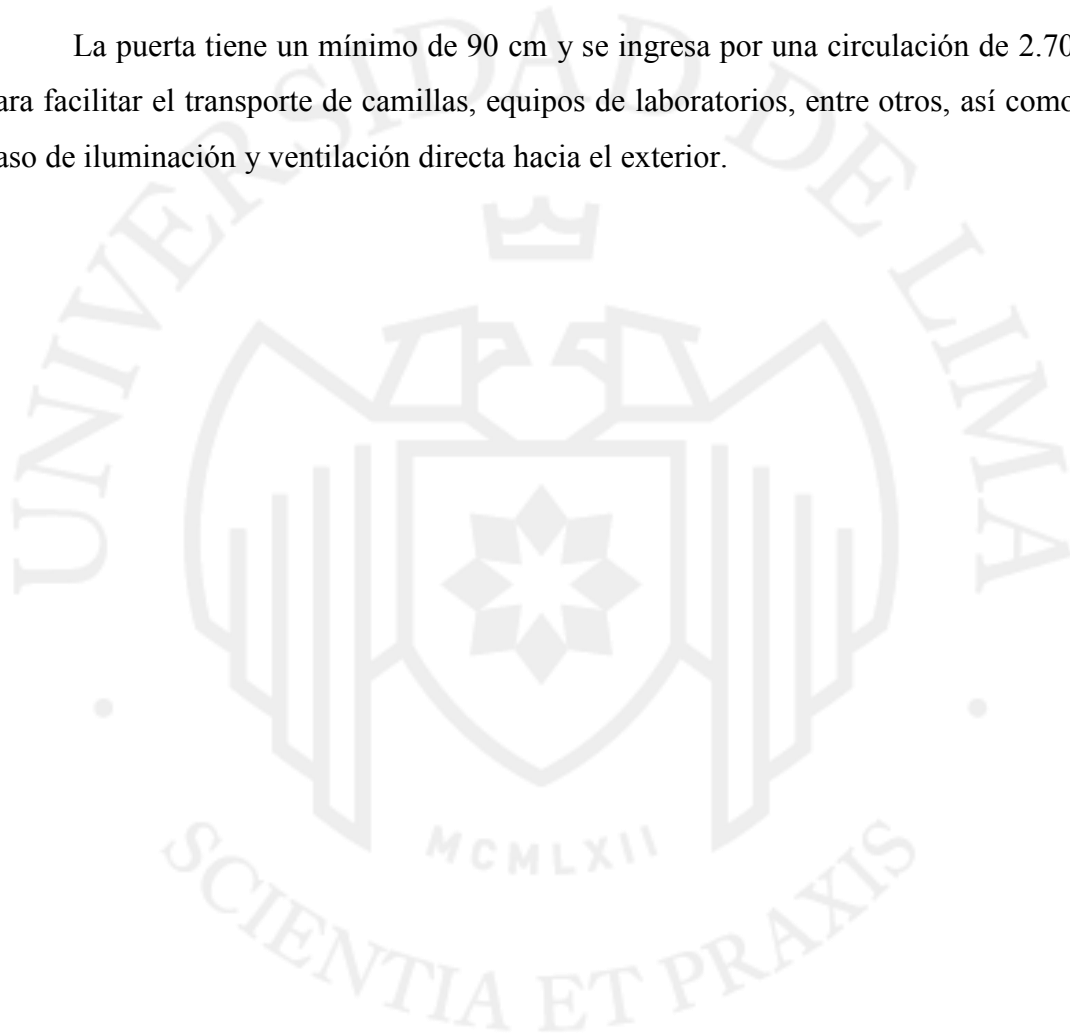 La puerta tiene un mínimo de 90 cm y se ingresa por una circulación de 2.70
ara facilitar el transporte de camillas, equipos de laboratorios, entre otros, así como
aso de iluminación y ventilación directa hacia el exterior.
UNIVERSIDAD DE LIMA
MCMLXII
SCIENTIA ET PRAXIS